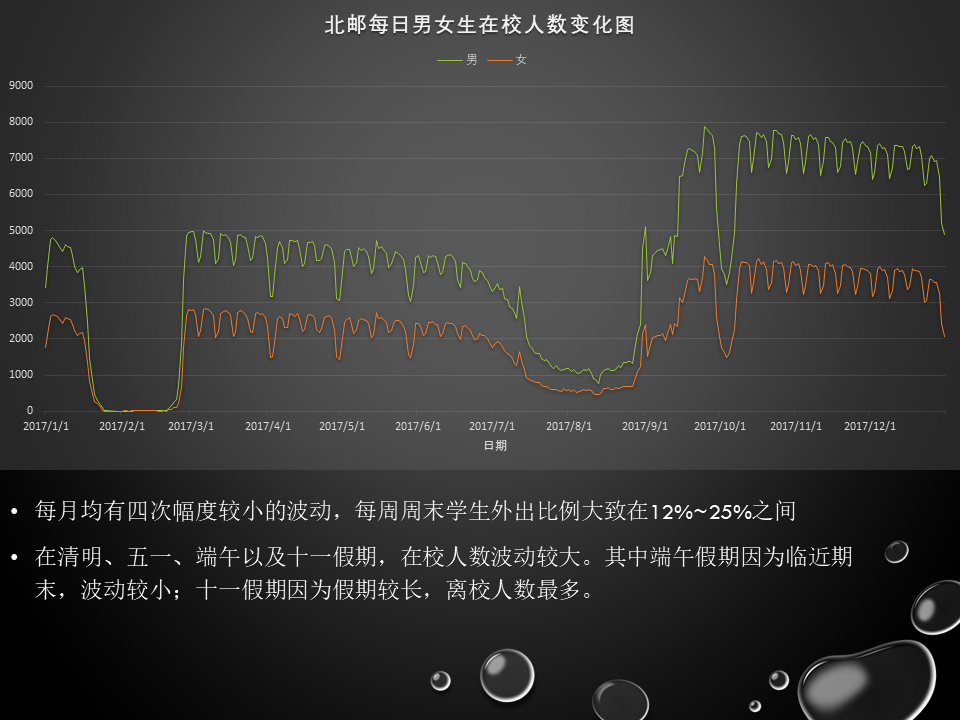 北邮每日男女生在校人数变化图
男 女
9000
8000
7000
6000
5000
4000
3000
2000
1000
0
2017/1/1 2017/2/1 2017/3/1 2017/4/1 2017/5/1 2017/6/1 2017/7/1 2017/8/1 2017/9/1 2017/10/1 2017/11/1 2017/12/1
日期
• 每月均有四次幅度较小的波动，每周周末学生外出比例大致在12%~25%之间
• 在清明、五一、端午以及十一假期，在校人数波动较大。其中端午假期因为临近期
末，波动较小；十一假期因为假期较长，离校人数最多。